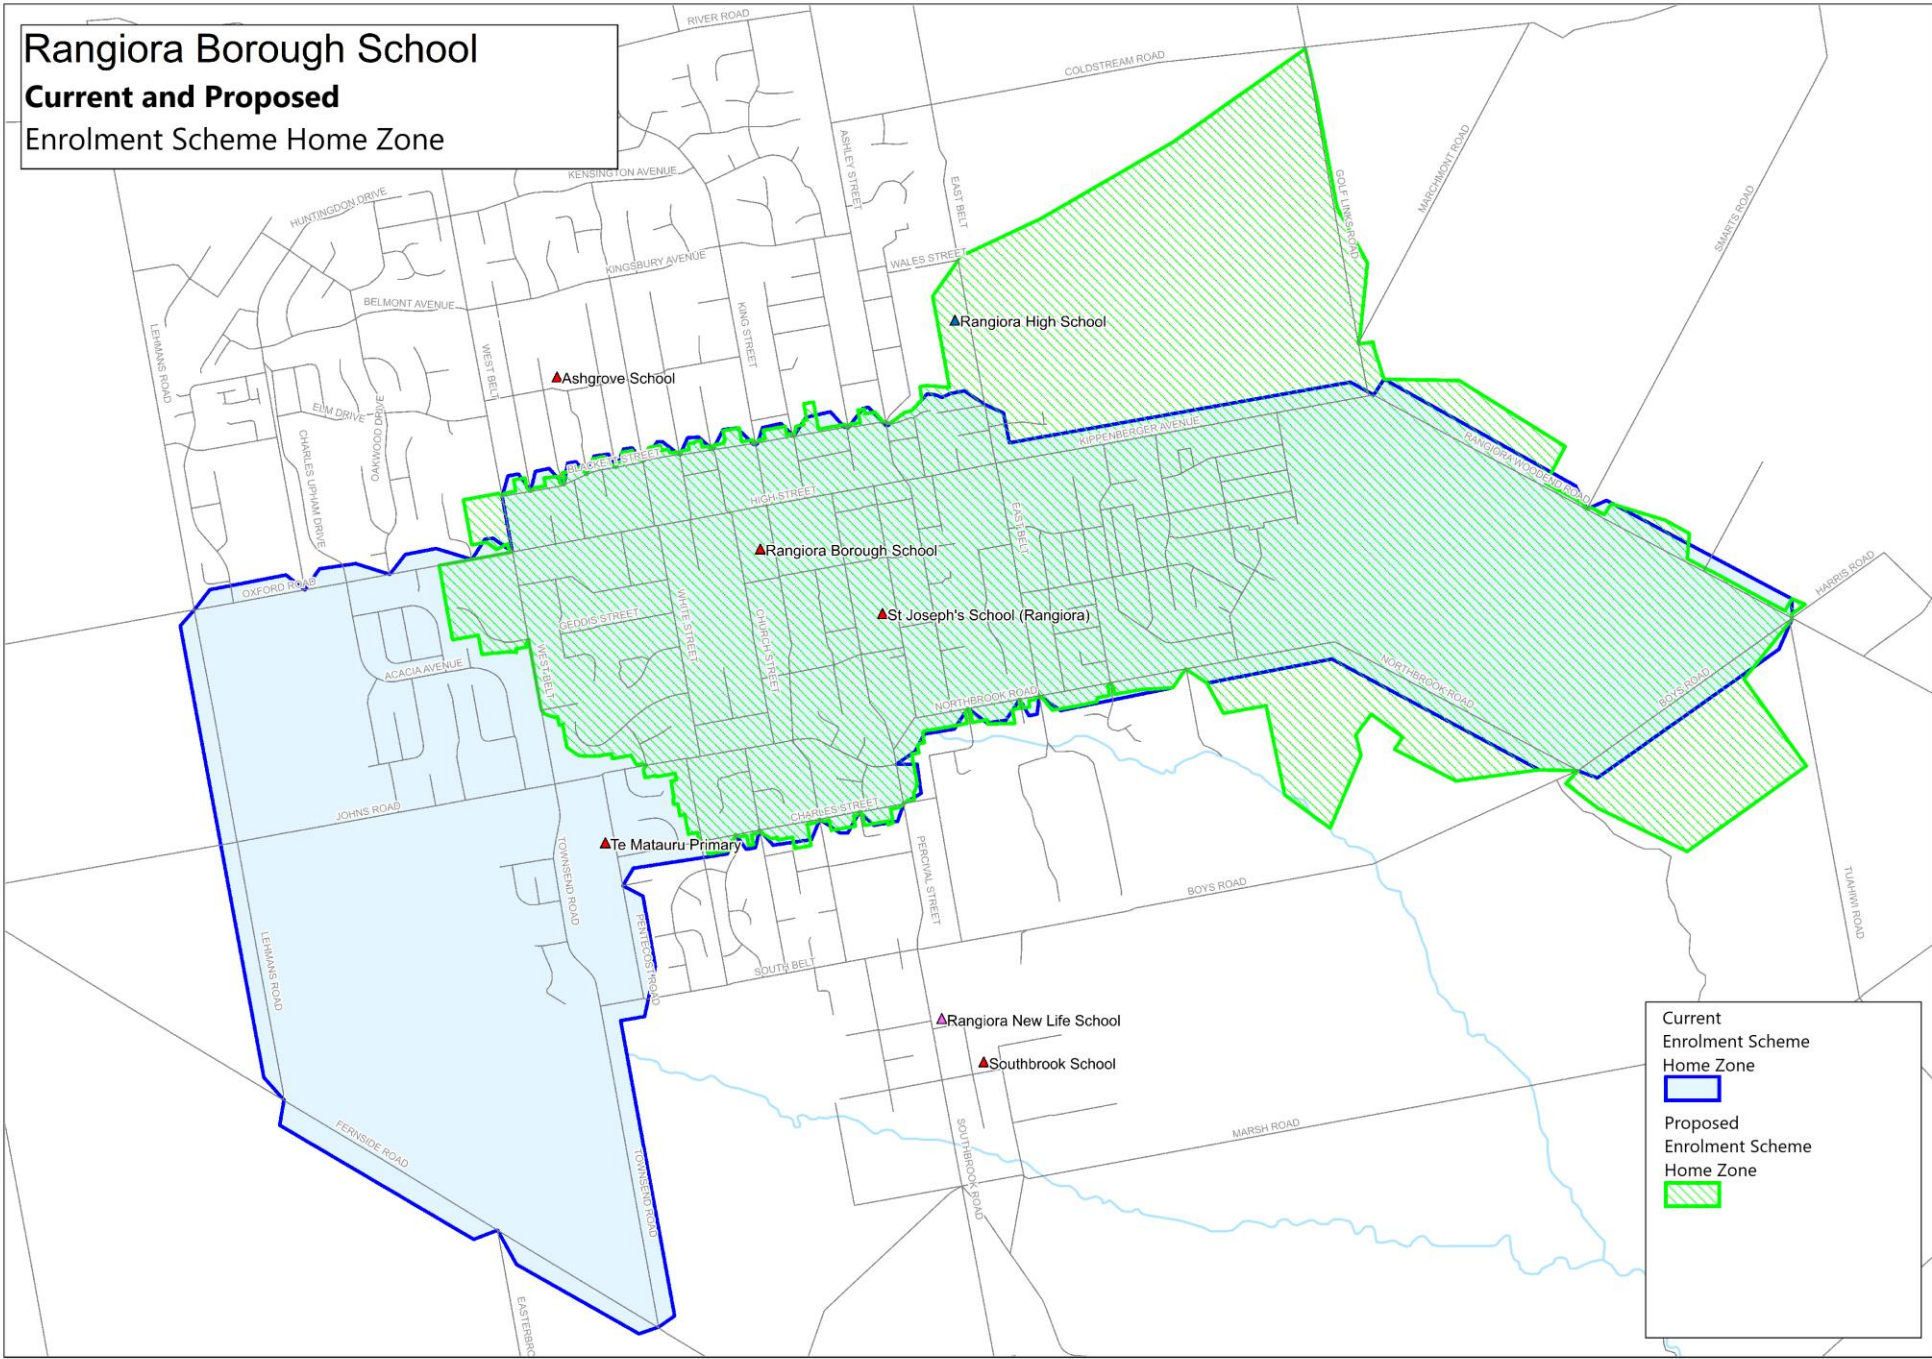 Rangiora Borough School
Current and Proposed
Enrolment Scheme Home Zone
RIVER ROAD
COLDSTREAM ROAD
ASHLEY STREET
KENSINGTON AVENUE
HUNTINGDON DRIVE
EAST BELT
GOLF LINKS ROAD
MARCHMONT ROAD
SMARTS ROAD
KINGSBURY AVENUE
WALES STREET
BELMONT AVENUE
LEHMANS ROAD
WEST BELT
KING STREET
Rangiora High School
Ashgrove School
ELM DRIVE
OAKWOOD DRIVE
CHARLES UPHAM DRIVE
BLACKETT STREET
KIPPENBERGER AVENUE
RANGIORA WOODEND ROAD
HIGH STREET
EAST BELT
Rangiora Borough School
OXFORD ROAD
HARRIS ROAD
GEDDIS STREET
WHITE STREET
CHURCH STREET
St Joseph's School (Rangiora)
ACACIA AVENUE
WEST BELT
NORTHBROOK ROAD
NORTHBROOK ROAD
BOYS ROAD
JOHNS ROAD
CHARLES STREET
Te Matauru Primary
TOWNSEND ROAD
PERCIVAL STREET
BOYS ROAD
TUAHIWI ROAD
LEHMANS ROAD
PENTECOST ROAD
SOUTH BELT
Rangiora New Life School
Southbrook School
FERNSIDE ROAD
TOWNSEND ROAD
SOUTHBROOK ROAD
MARSH ROAD
EASTERBRO
Current
Enrolment Scheme
Home Zone
Proposed
Enrolment Scheme
Home Zone